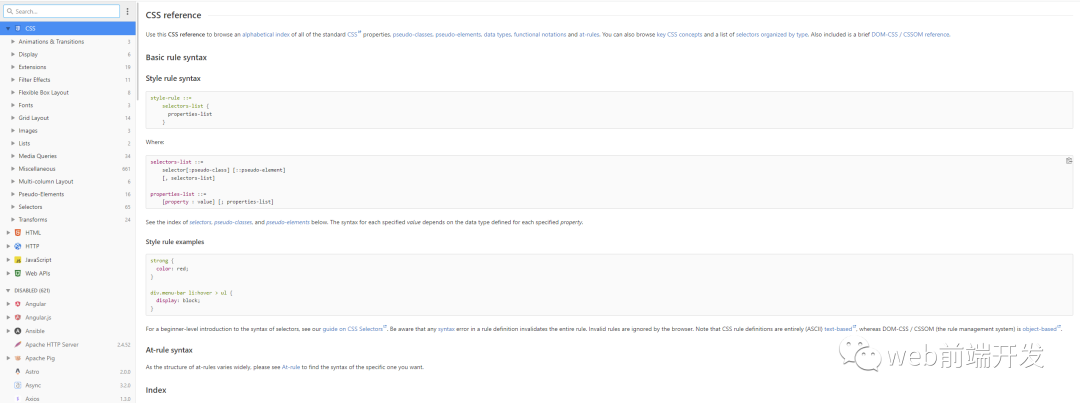 Search...
CSS
Animations & Transitions 3
Display 6
Extensions 19
Filter Effects 11
Flexible Box Layout 8
Fonts 3
Grid Layout 14
Images 3
Lists 2
Media Queries 24
Miscellaneous 661
Multi-column Layout 6
Pseudo-Elements 16
Selectors 65
Transforms 24
HTML
HTTP
JavaScript
Web APIs
DISABLED (621)
Angular
Angular.js
Ansible
Apache HTTP Server 2.4.52
Apache Pig
Astro 2.0.0
Async 3.2.0
Axios 1.3.0
CSS reference
Use this CSS reference to browse an alphabetical index of all of the standard CSS properties, pseudo-classes, pseudo-elements, data types, functional notations and at-rules. You can also browse key CSS concepts and a list of selectors organized by type. Also included is a brief DOM-CSS / CSSOM reference.
Basic rule syntax
Style rule syntax
style-rule ::=
selectors-list {
properties-list
}
Where:
selectors-list ::=
selector[:pseudo-class] [::pseudo-element]
[, selectors-list]
properties-list ::=
[property : value] [; properties-list]
See the index of selectors, pseudo-classes, and pseudo-elements below. The syntax for each specified value depends on the data type defined for each specified property.
Style rule examples
strong {
color: red;
}
div.menu-bar li:hover > ul {
display: block;
}
For a beginner-level introduction to the syntax of selectors, see our guide on CSS Selectors. Be aware that any syntax error in a rule definition invalidates the entire rule. Invalid rules are ignored by the browser. Note that CSS rule definitions are entirely (ASCII) text-based, whereas DOM-CSS / CSSOM (the rule management system) is object-based.
At-rule syntax
As the structure of at-rules varies widely, please see At-rule to find the syntax of the specific one you want.
Index
web前端开发